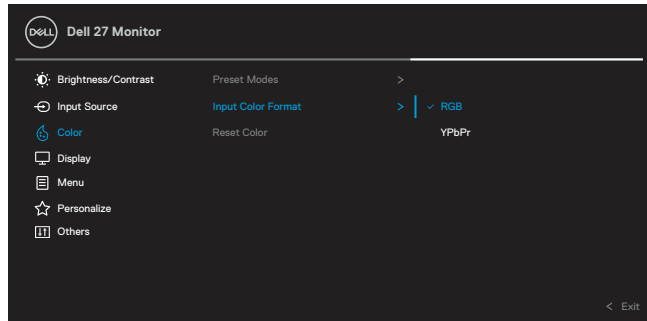 DELL Dell 27 Monitor
Brightness/Contrast Preset Modes >
Input Source Input Color Format > ✓ RGB
Color Reset Color YPbPr
Display
Menu
Personalize
Others
< Exit